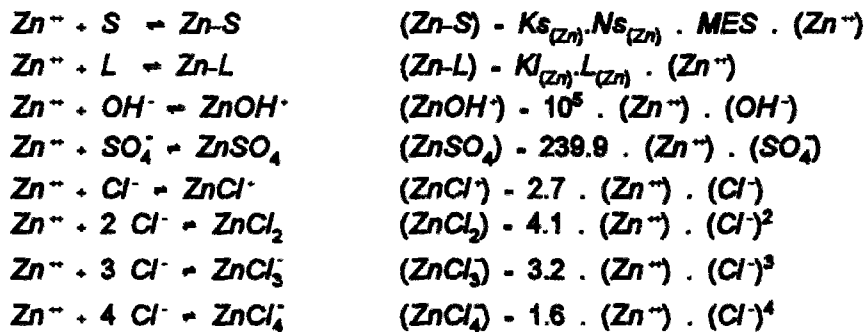 Zn⁺⁺ + S ⇌ Zn-S (Zn-S) = Ks(Zn).Ns(Zn) . MES . (Zn⁺⁺)
Zn⁺⁺ + L ⇌ Zn-L (Zn-L) = Kl(Zn).L(Zn) . (Zn⁺⁺)
Zn⁺⁺ + OH⁻ ⇌ ZnOH⁺ (ZnOH⁺) = 10⁵ . (Zn⁺⁺) . (OH⁻)
Zn⁺⁺ + SO₄⁼ ⇌ ZnSO₄ (ZnSO₄) = 239.9 . (Zn⁺⁺) . (SO₄⁼)
Zn⁺⁺ + Cl⁻ ⇌ ZnCl⁺ (ZnCl⁺) = 2.7 . (Zn⁺⁺) . (Cl⁻)
Zn⁺⁺ + 2 Cl⁻ ⇌ ZnCl₂ (ZnCl₂) = 4.1 . (Zn⁺⁺) . (Cl⁻)²
Zn⁺⁺ + 3 Cl⁻ ⇌ ZnCl₃⁻ (ZnCl₃⁻) = 3.2 . (Zn⁺⁺) . (Cl⁻)³
Zn⁺⁺ + 4 Cl⁻ ⇌ ZnCl₄⁼ (ZnCl₄⁼) = 1.6 . (Zn⁺⁺) . (Cl⁻)⁴